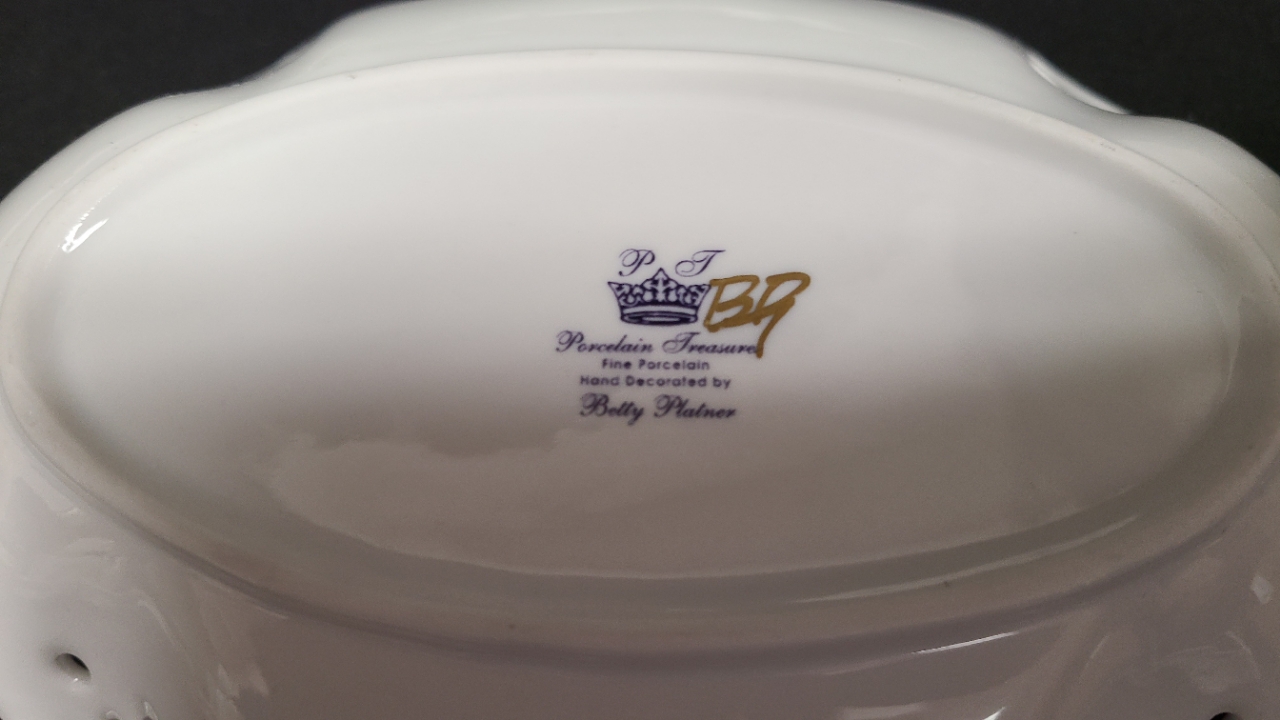 P T
BP
Porcelain Treasures
Fine Porcelain
Hand Decorated by
Betty Platner